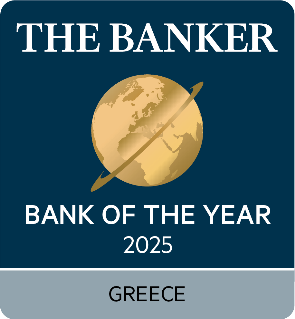 THE BANKER
BANK OF THE YEAR
2025
GREECE